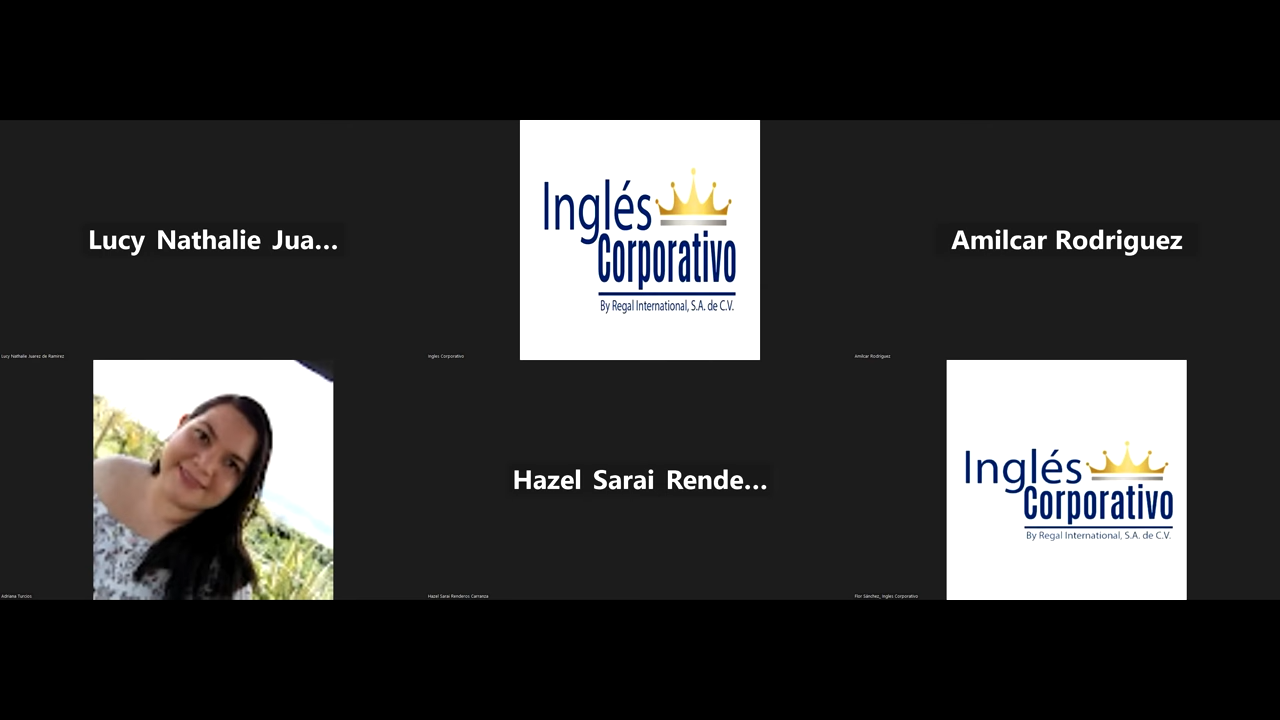 Lucy Nathalie Jua...
Inglés
Corporativo
By Regal International, S.A. de C.V.
Amilcar Rodriguez
Lucy Nathalie Juarez de Ramirez
Ingles Corporativo
Amilcar Rodriguez
Hazel Sarai Rende...
Inglés
Corporativo
By Regal International, S.A. de C.V.
Adriana Turcios
Hazel Sarai Renderos Carranza
Flor Sánchez_ Ingles Corporativo